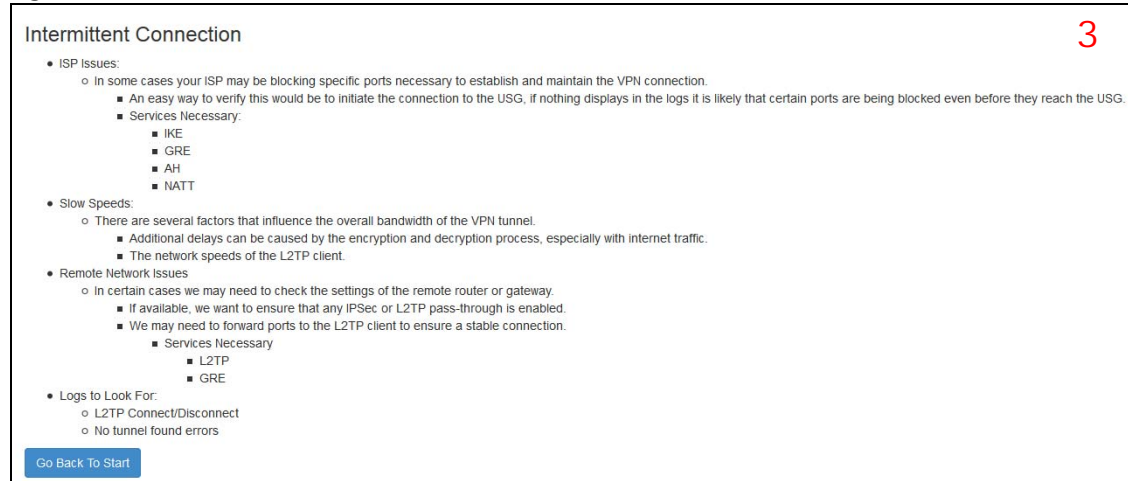 Intermittent Connection
3
ISP Issues:
In some cases your ISP may be blocking specific ports necessary to establish and maintain the VPN connection.
An easy way to verify this would be to initiate the connection to the USG, if nothing displays in the logs it is likely that certain ports are being blocked even before they reach the USG.
Services Necessary:
IKE
GRE
AH
NATT
Slow Speeds:
There are several factors that influence the overall bandwidth of the VPN tunnel.
Additional delays can be caused by the encryption and decryption process, especially with internet traffic.
The network speeds of the L2TP client.
Remote Network Issues
In certain cases we may need to check the settings of the remote router or gateway.
If available, we want to ensure that any IPSec or L2TP pass-through is enabled.
We may need to forward ports to the L2TP client to ensure a stable connection.
Services Necessary
L2TP
GRE
Logs to Look For:
L2TP Connect/Disconnect
No tunnel found errors
Go Back To Start